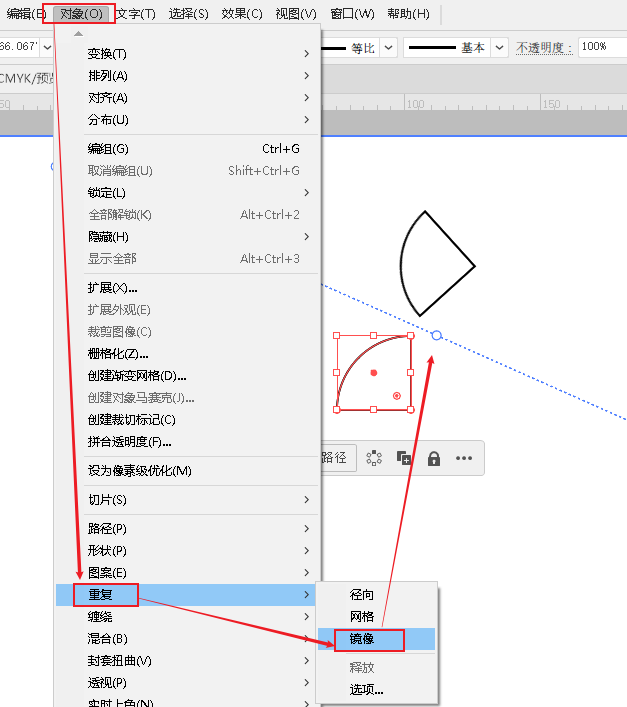 编辑(E) 对象(O) 文字(T) 选择(S) 效果(C) 视图(V) 窗口(W) 帮助(H)
66.067' 等比 基本 不透明度: 100%
CMYK/预览
50 100 150
变换(T)
排列(A)
对齐(A)
分布(U)
编组(G) Ctrl+G
取消编组(U) Shift+Ctrl+G
锁定(L)
全部解锁(K) Alt+Ctrl+2
隐藏(H)
显示全部 Alt+Ctrl+3
扩展(X)...
扩展外观(E)
裁剪图像(C)
栅格化(Z)...
创建渐变网格(D)...
创建对象马赛克(J)...
创建裁切标记(C)
拼合透明度(F)...
路径
设为像素级优化(M)
切片(S)
路径(P)
形状(P)
图案(E)
重复
缠绕
混合(B)
封套扭曲(V)
透视(P)
实时上色(N)
径向
网格
镜像
释放
选项...